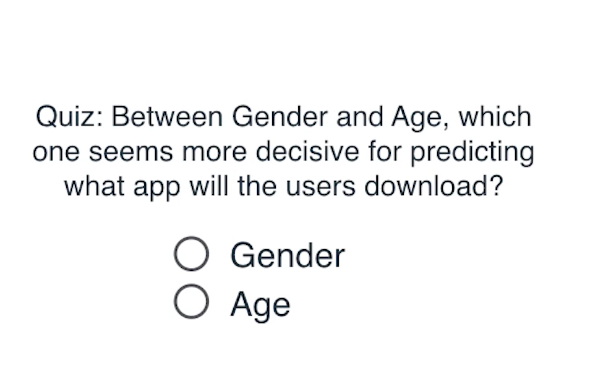 Quiz: Between Gender and Age, which
one seems more decisive for predicting
what app will the users download?
Gender
Age